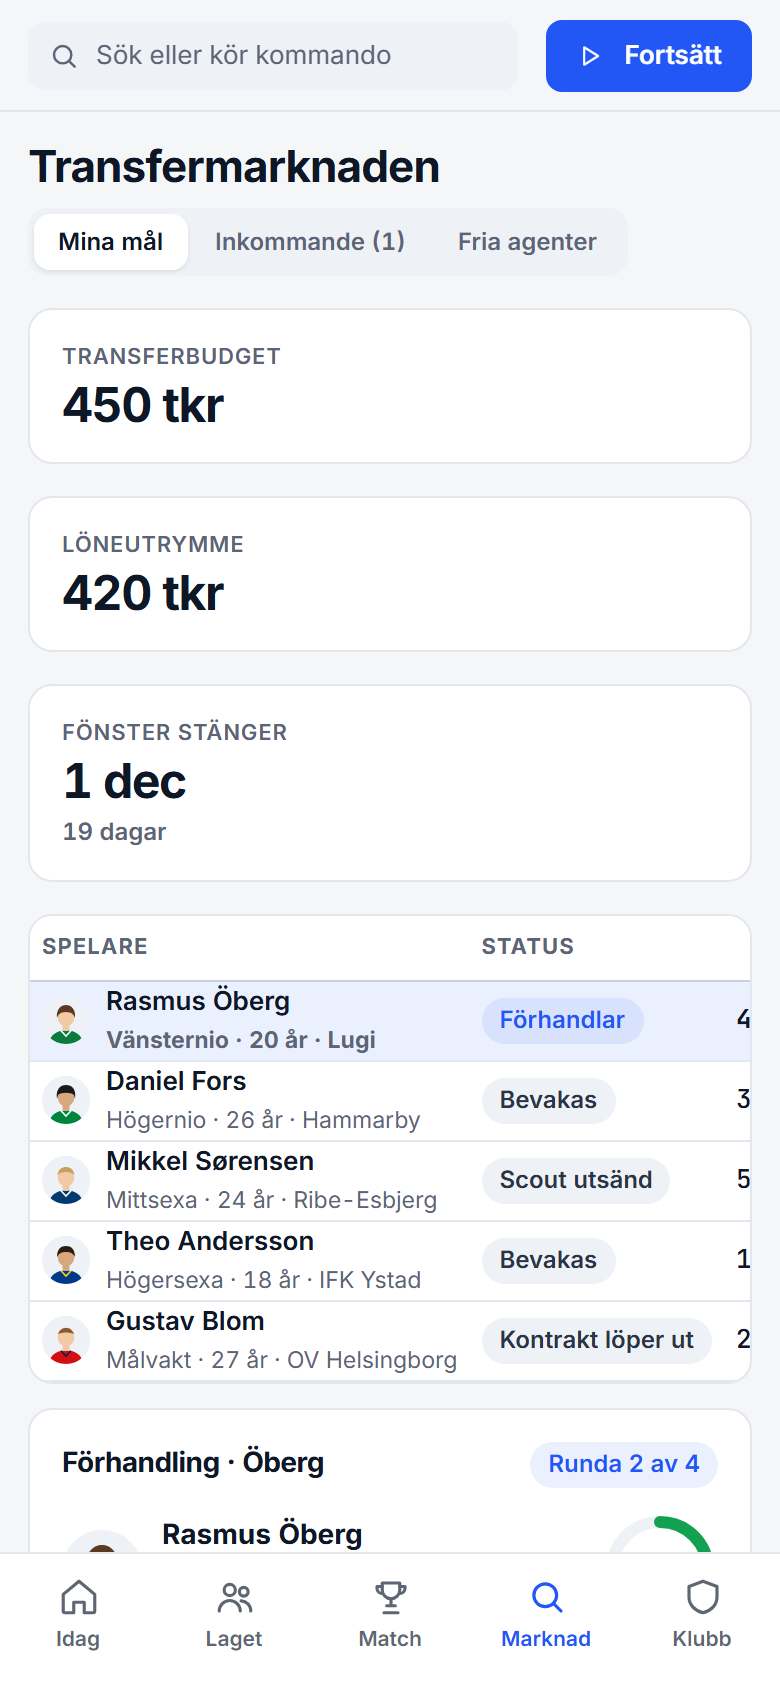 Sök eller kör kommando
Fortsätt
Transfermarknaden
Mina mål
Inkommande (1)
Fria agenter
TRANSFERBUDGET
450 tkr
LÖNEUTRYMME
420 tkr
FÖNSTER STÄNGER
1 dec
19 dagar
SPELARE STATUS
Rasmus Öberg
Vänsternio · 20 år · Lugi
Förhandlar
4
Daniel Fors
Högernio · 26 år · Hammarby
Bevakas
3
Mikkel Sørensen
Mittsexa · 24 år · Ribe-Esbjerg
Scout utsänd
5
Theo Andersson
Högersexa · 18 år · IFK Ystad
Bevakas
1
Gustav Blom
Målvakt · 27 år · OV Helsingborg
Kontrakt löper ut
2
Förhandling · Öberg
Runda 2 av 4
Rasmus Öberg
Idag
Laget
Match
Marknad
Klubb